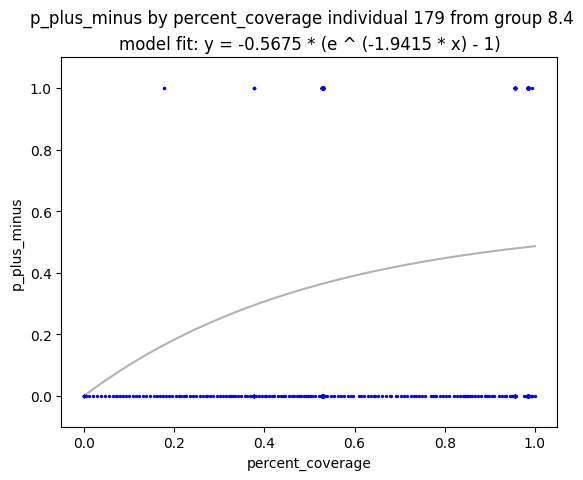 p_plus_minus by percent_coverage individual 179 from group 8.4
model fit: y = -0.5675 * (e ^ (-1.9415 * x) - 1)
1.0
0.8
0.6
0.4
0.2
0.0
p_plus_minus
0.0 0.2 0.4 0.6 0.8 1.0
percent_coverage